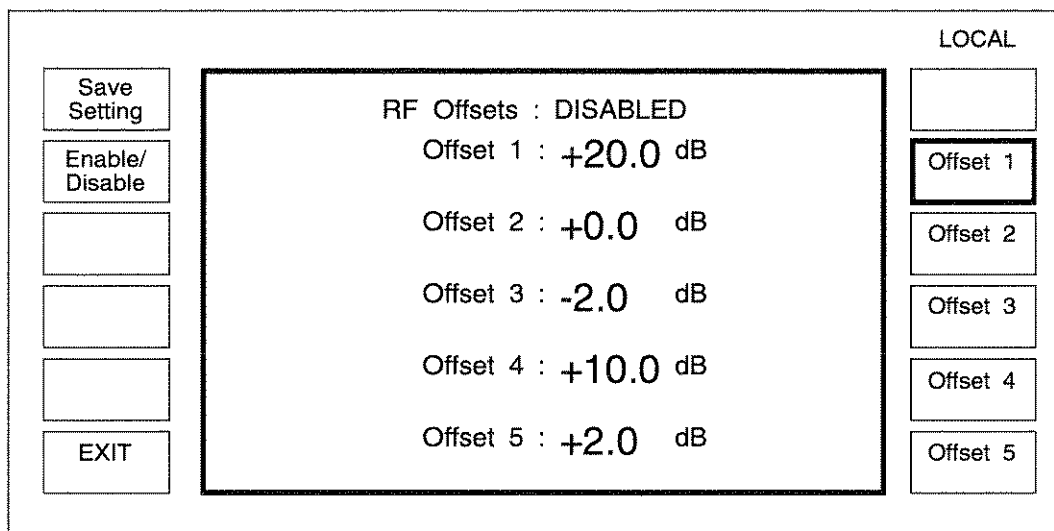 LOCAL
Save
Setting
Enable/
Disable
EXIT
RF Offsets : DISABLED
Offset 1 : +20.0 dB
Offset 2 : +0.0 dB
Offset 3 : -2.0 dB
Offset 4 : +10.0 dB
Offset 5 : +2.0 dB
Offset 1
Offset 2
Offset 3
Offset 4
Offset 5